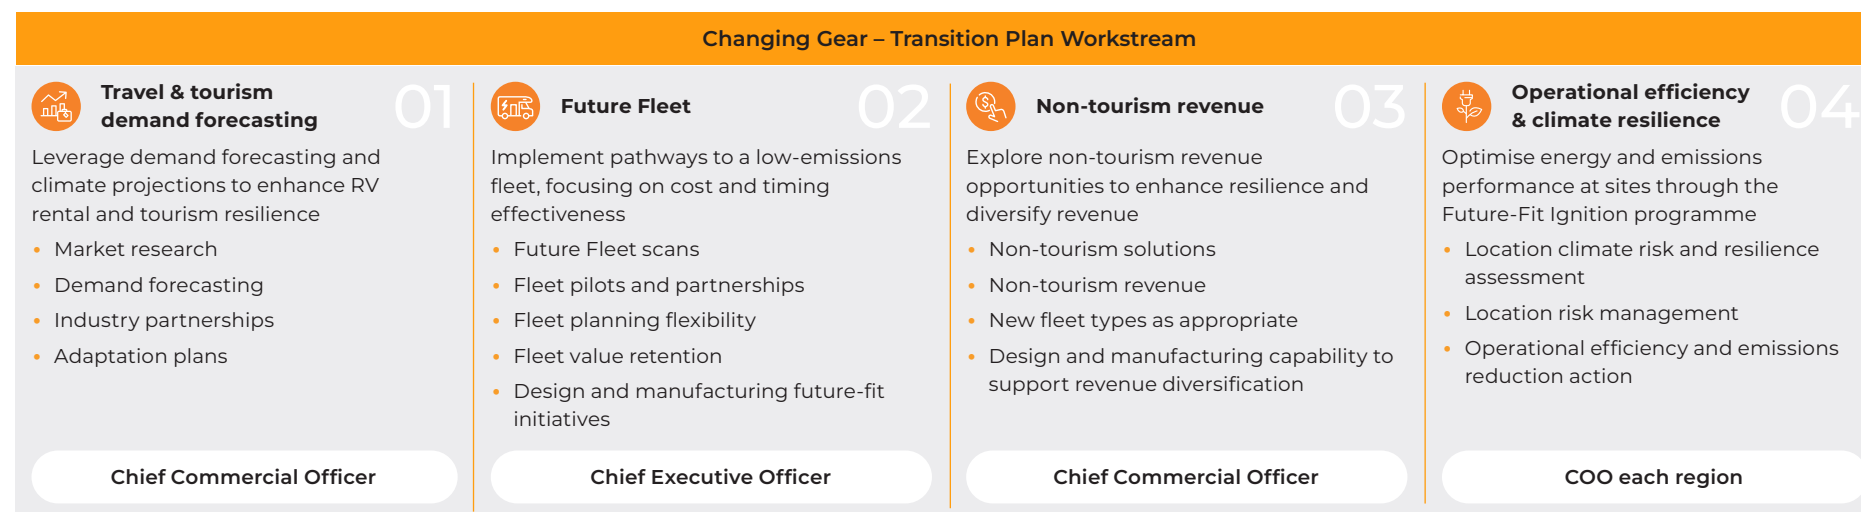 Changing Gear – Transition Plan Workstream
Travel & tourism
demand forecasting
01
Leverage demand forecasting and
climate projections to enhance RV
rental and tourism resilience
• Market research
• Demand forecasting
• Industry partnerships
• Adaptation plans
Chief Commercial Officer
Future Fleet
02
Implement pathways to a low-emissions
fleet, focusing on cost and timing
effectiveness
• Future Fleet scans
• Fleet pilots and partnerships
• Fleet planning flexibility
• Fleet value retention
• Design and manufacturing future-fit
initiatives
Chief Executive Officer
Non-tourism revenue
03
Explore non-tourism revenue
opportunities to enhance resilience and
diversify revenue
• Non-tourism solutions
• Non-tourism revenue
• New fleet types as appropriate
• Design and manufacturing capability to
support revenue diversification
Chief Commercial Officer
Operational efficiency
& climate resilience
04
Optimise energy and emissions
performance at sites through the
Future-Fit Ignition programme
• Location climate risk and resilience
assessment
• Location risk management
• Operational efficiency and emissions
reduction action
COO each region